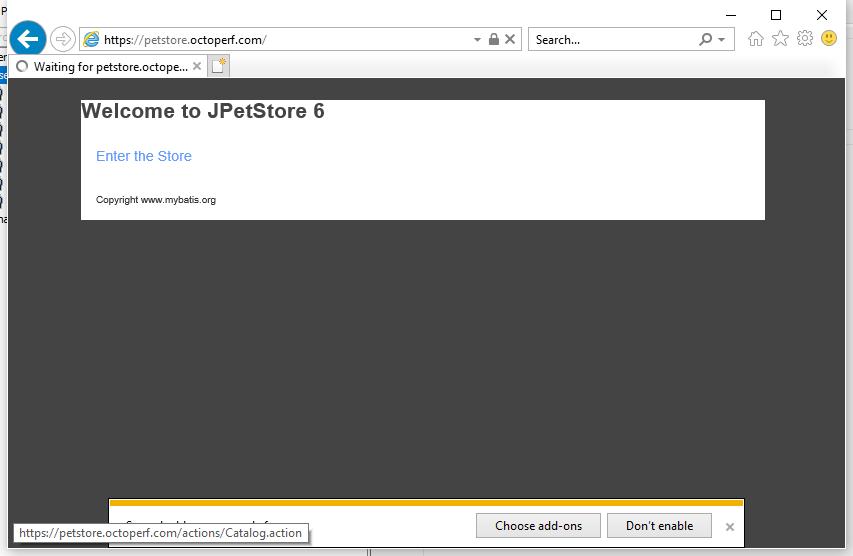 https://petstore.octoperf.com/
Search...
Waiting for petstore.octope...
Welcome to JPetStore 6
Enter the Store
Copyright www.mybatis.org
Choose add-ons
Don't enable
https://petstore.octoperf.com/actions/Catalog.action